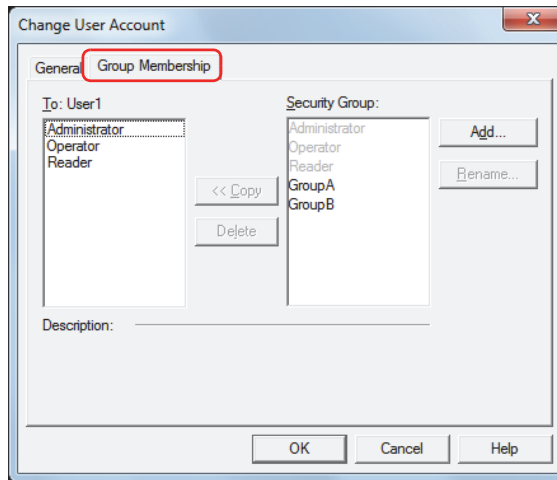 Change User Account
General
Group Membership
To: User1
Administrator
Operator
Reader
<< Copy
Delete
Security Group:
Administrator
Operator
Reader
GroupA
GroupB
Add...
Rename...
Description:
OK
Cancel
Help